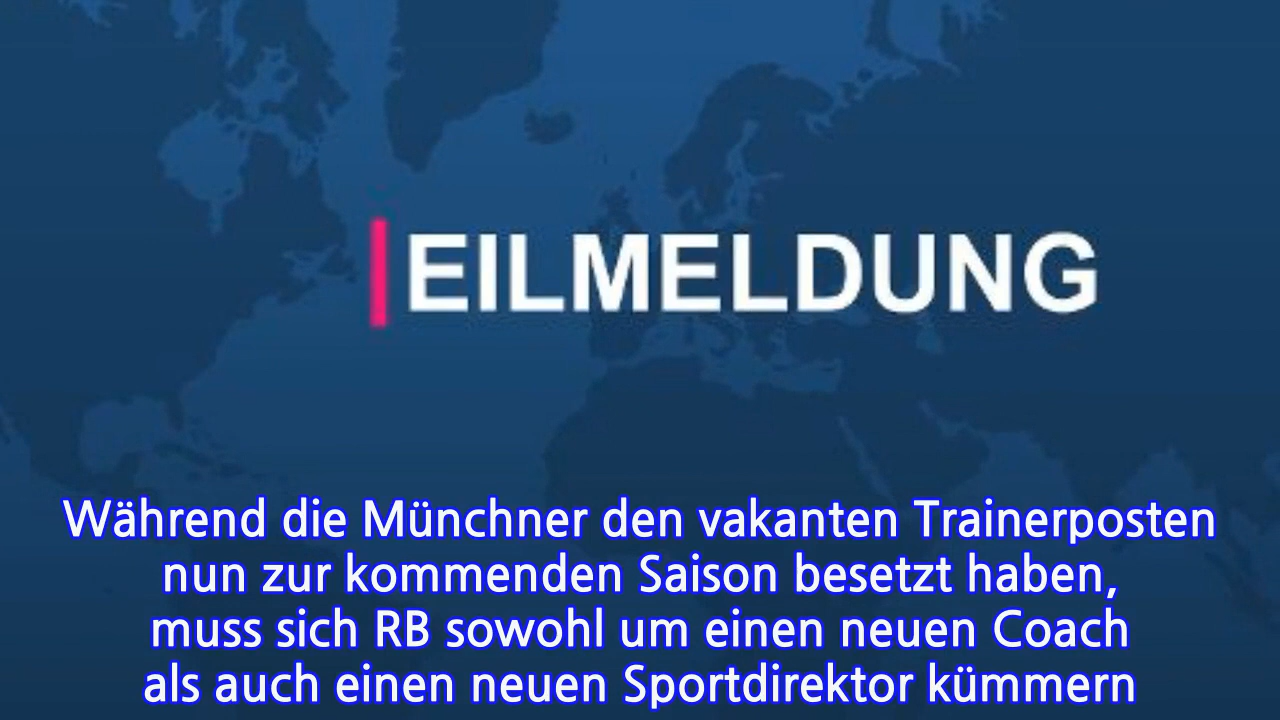 EILMELDUNG
Während die Münchner den vakanten Trainerposten
nun zur kommenden Saison besetzt haben,
muss sich RB sowohl um einen neuen Coach
als auch einen neuen Sportdirektor kümmern